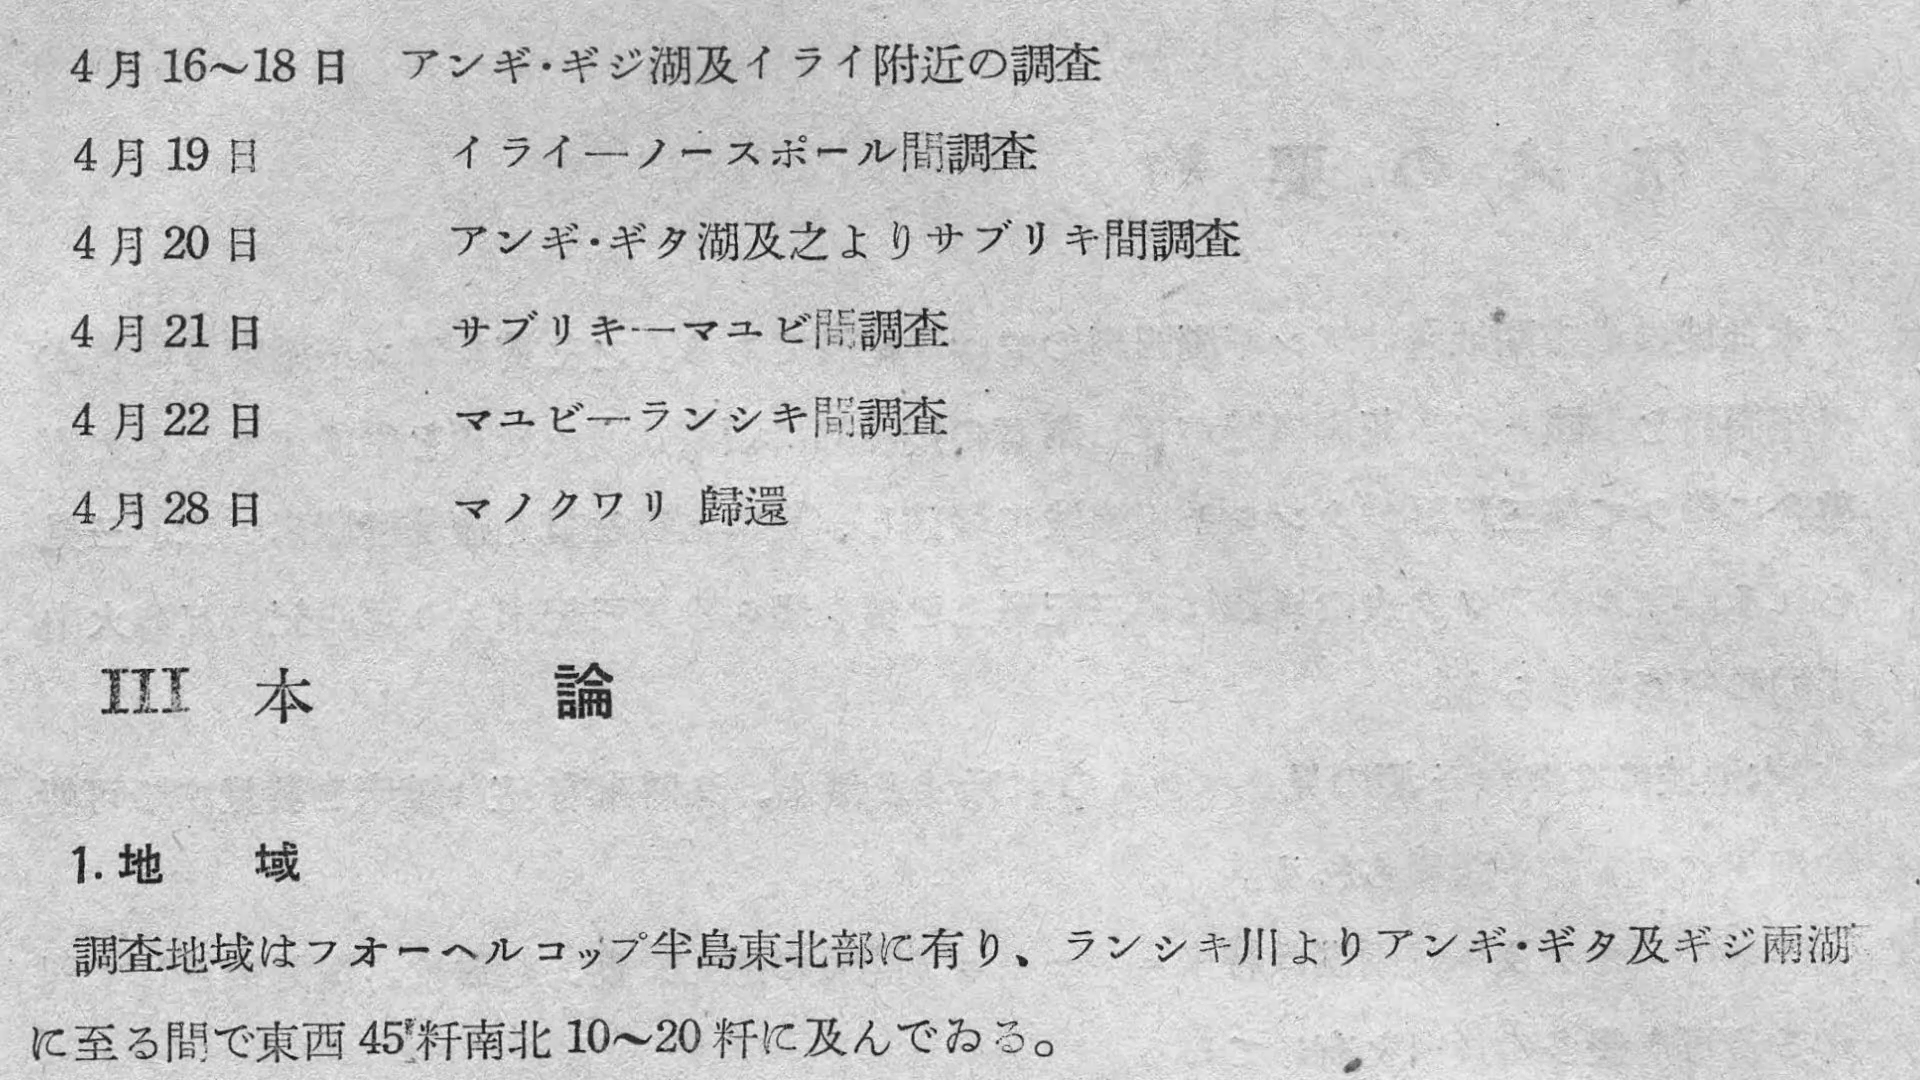 4月16~18日 アンギ・ギジ湖及イライ附近の調査
4月19日 イライ―ノースポール間調査
4月20日 アンギ・ギタ湖及之よりサブリキ間調査
4月21日 サブリキ―マユビ間調査
4月22日 マユビ―ランシキ間調査
4月28日 マノクワリ 歸還
III 本 論
1. 地 域
調査地域はフオーヘルコップ半島東北部に有り、ランシキ川よりアンギ・ギタ及ギジ兩湖
に至る間で東西45粁南北10~20粁に及んでゐる。